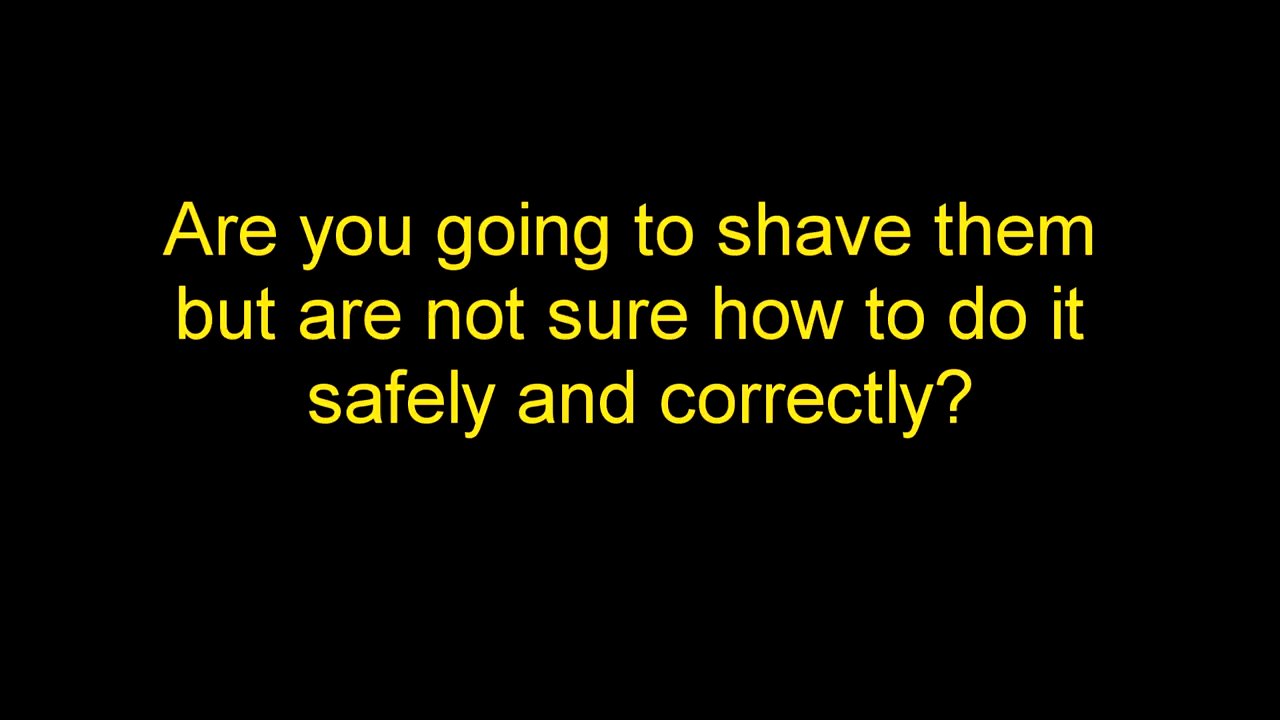 Are you going to shave them
but are not sure how to do it
safely and correctly?